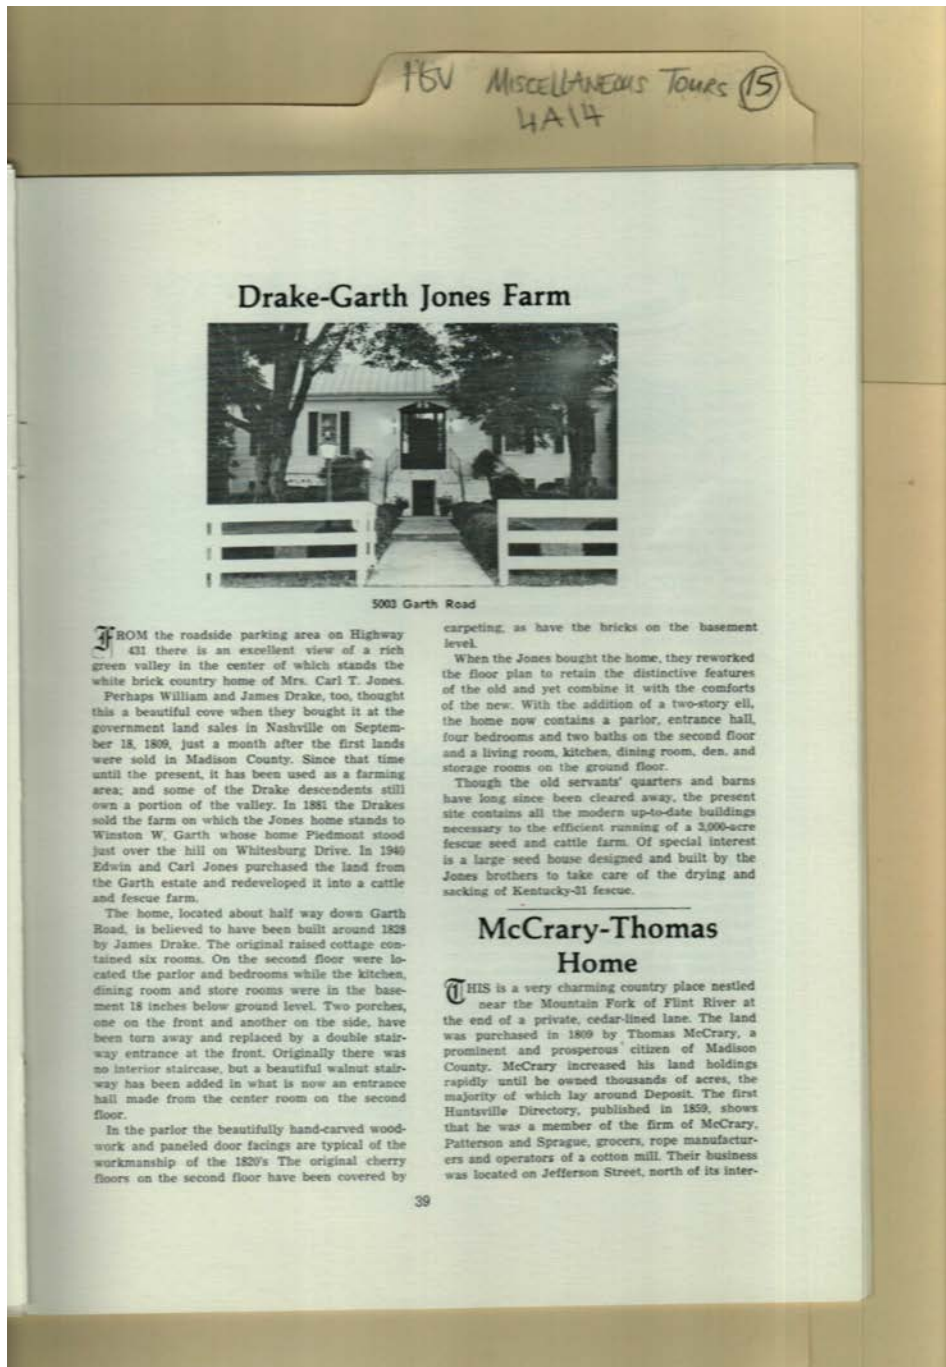 HSV MISCELLANEOUS TOURS 15
4A14
Drake-Garth Jones Farm
5003 Garth Road
FROM the roadside parking area on Highway
431 there is an excellent view of a rich
green valley in the center of which stands the
white brick country home of Mrs. Carl T. Jones.
Perhaps William and James Drake, too, thought
this a beautiful cove when they bought it at the
government land sales in Nashville on Septem-
ber 18, 1809, just a month after the first lands
were sold in Madison County. Since that time
until the present, it has been used as a farming
area; and some of the Drake descendents still
own a portion of the valley. In 1881 the Drakes
sold the farm on which the Jones home stands to
Winston W. Garth whose home Piedmont stood
just over the hill on Whitesburg Drive. In 1940
Edwin and Carl Jones purchased the land from
the Garth estate and redeveloped it into a cattle
and fescue farm.
The home, located about half way down Garth
Road, is believed to have been built around 1828
by James Drake. The original raised cottage con-
tained six rooms. On the second floor were lo-
cated the parlor and bedrooms while the kitchen,
dining room and store rooms were in the base-
ment 18 inches below ground level. Two porches,
one on the front and another on the side, have
been torn away and replaced by a double stair-
way entrance at the front. Originally there was
no interior staircase, but a beautiful walnut stair-
way has been added in what is now an entrance
hall made from the center room on the second
floor.
In the parlor the beautifully hand-carved wood-
work and paneled door facings are typical of the
workmanship of the 1820's The original cherry
floors on the second floor have been covered by
carpeting, as have the bricks on the basement
level.
When the Jones bought the home, they reworked
the floor plan to retain the distinctive features
of the old and yet combine it with the comforts
of the new. With the addition of a two-story ell,
the home now contains a parlor, entrance hall,
four bedrooms and two baths on the second floor
and a living room, kitchen, dining room, den, and
storage rooms on the ground floor.
Though the old servants' quarters and barns
have long since been cleared away, the present
site contains all the modern up-to-date buildings
necessary to the efficient running of a 3,000-acre
fescue seed and cattle farm. Of special interest
is a large seed house designed and built by the
Jones brothers to take care of the drying and
sacking of Kentucky-31 fescue.
McCrary-Thomas
Home
THIS is a very charming country place nestled
near the Mountain Fork of Flint River at
the end of a private, cedar-lined lane. The land
was purchased in 1809 by Thomas McCrary, a
prominent and prosperous citizen of Madison
County. McCrary increased his land holdings
rapidly until he owned thousands of acres, the
majority of which lay around Deposit. The first
Huntsville Directory, published in 1859, shows
that he was a member of the firm of McCrary,
Patterson and Sprague, grocers, rope manufactur-
ers and operators of a cotton mill. Their business
was located on Jefferson Street, north of its inter-
39